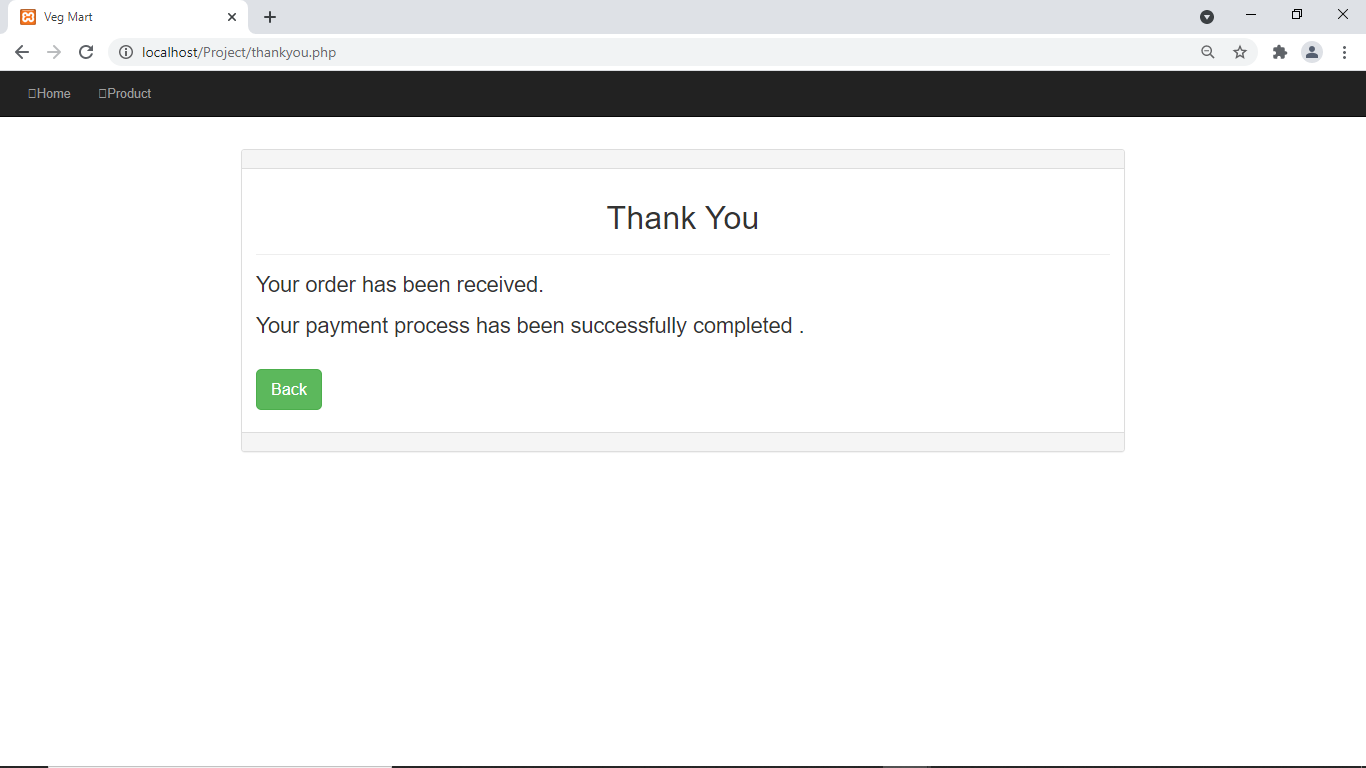 Veg Mart
localhost/Project/thankyou.php
Home
Product
Thank You
Your order has been received.
Your payment process has been successfully completed .
Back